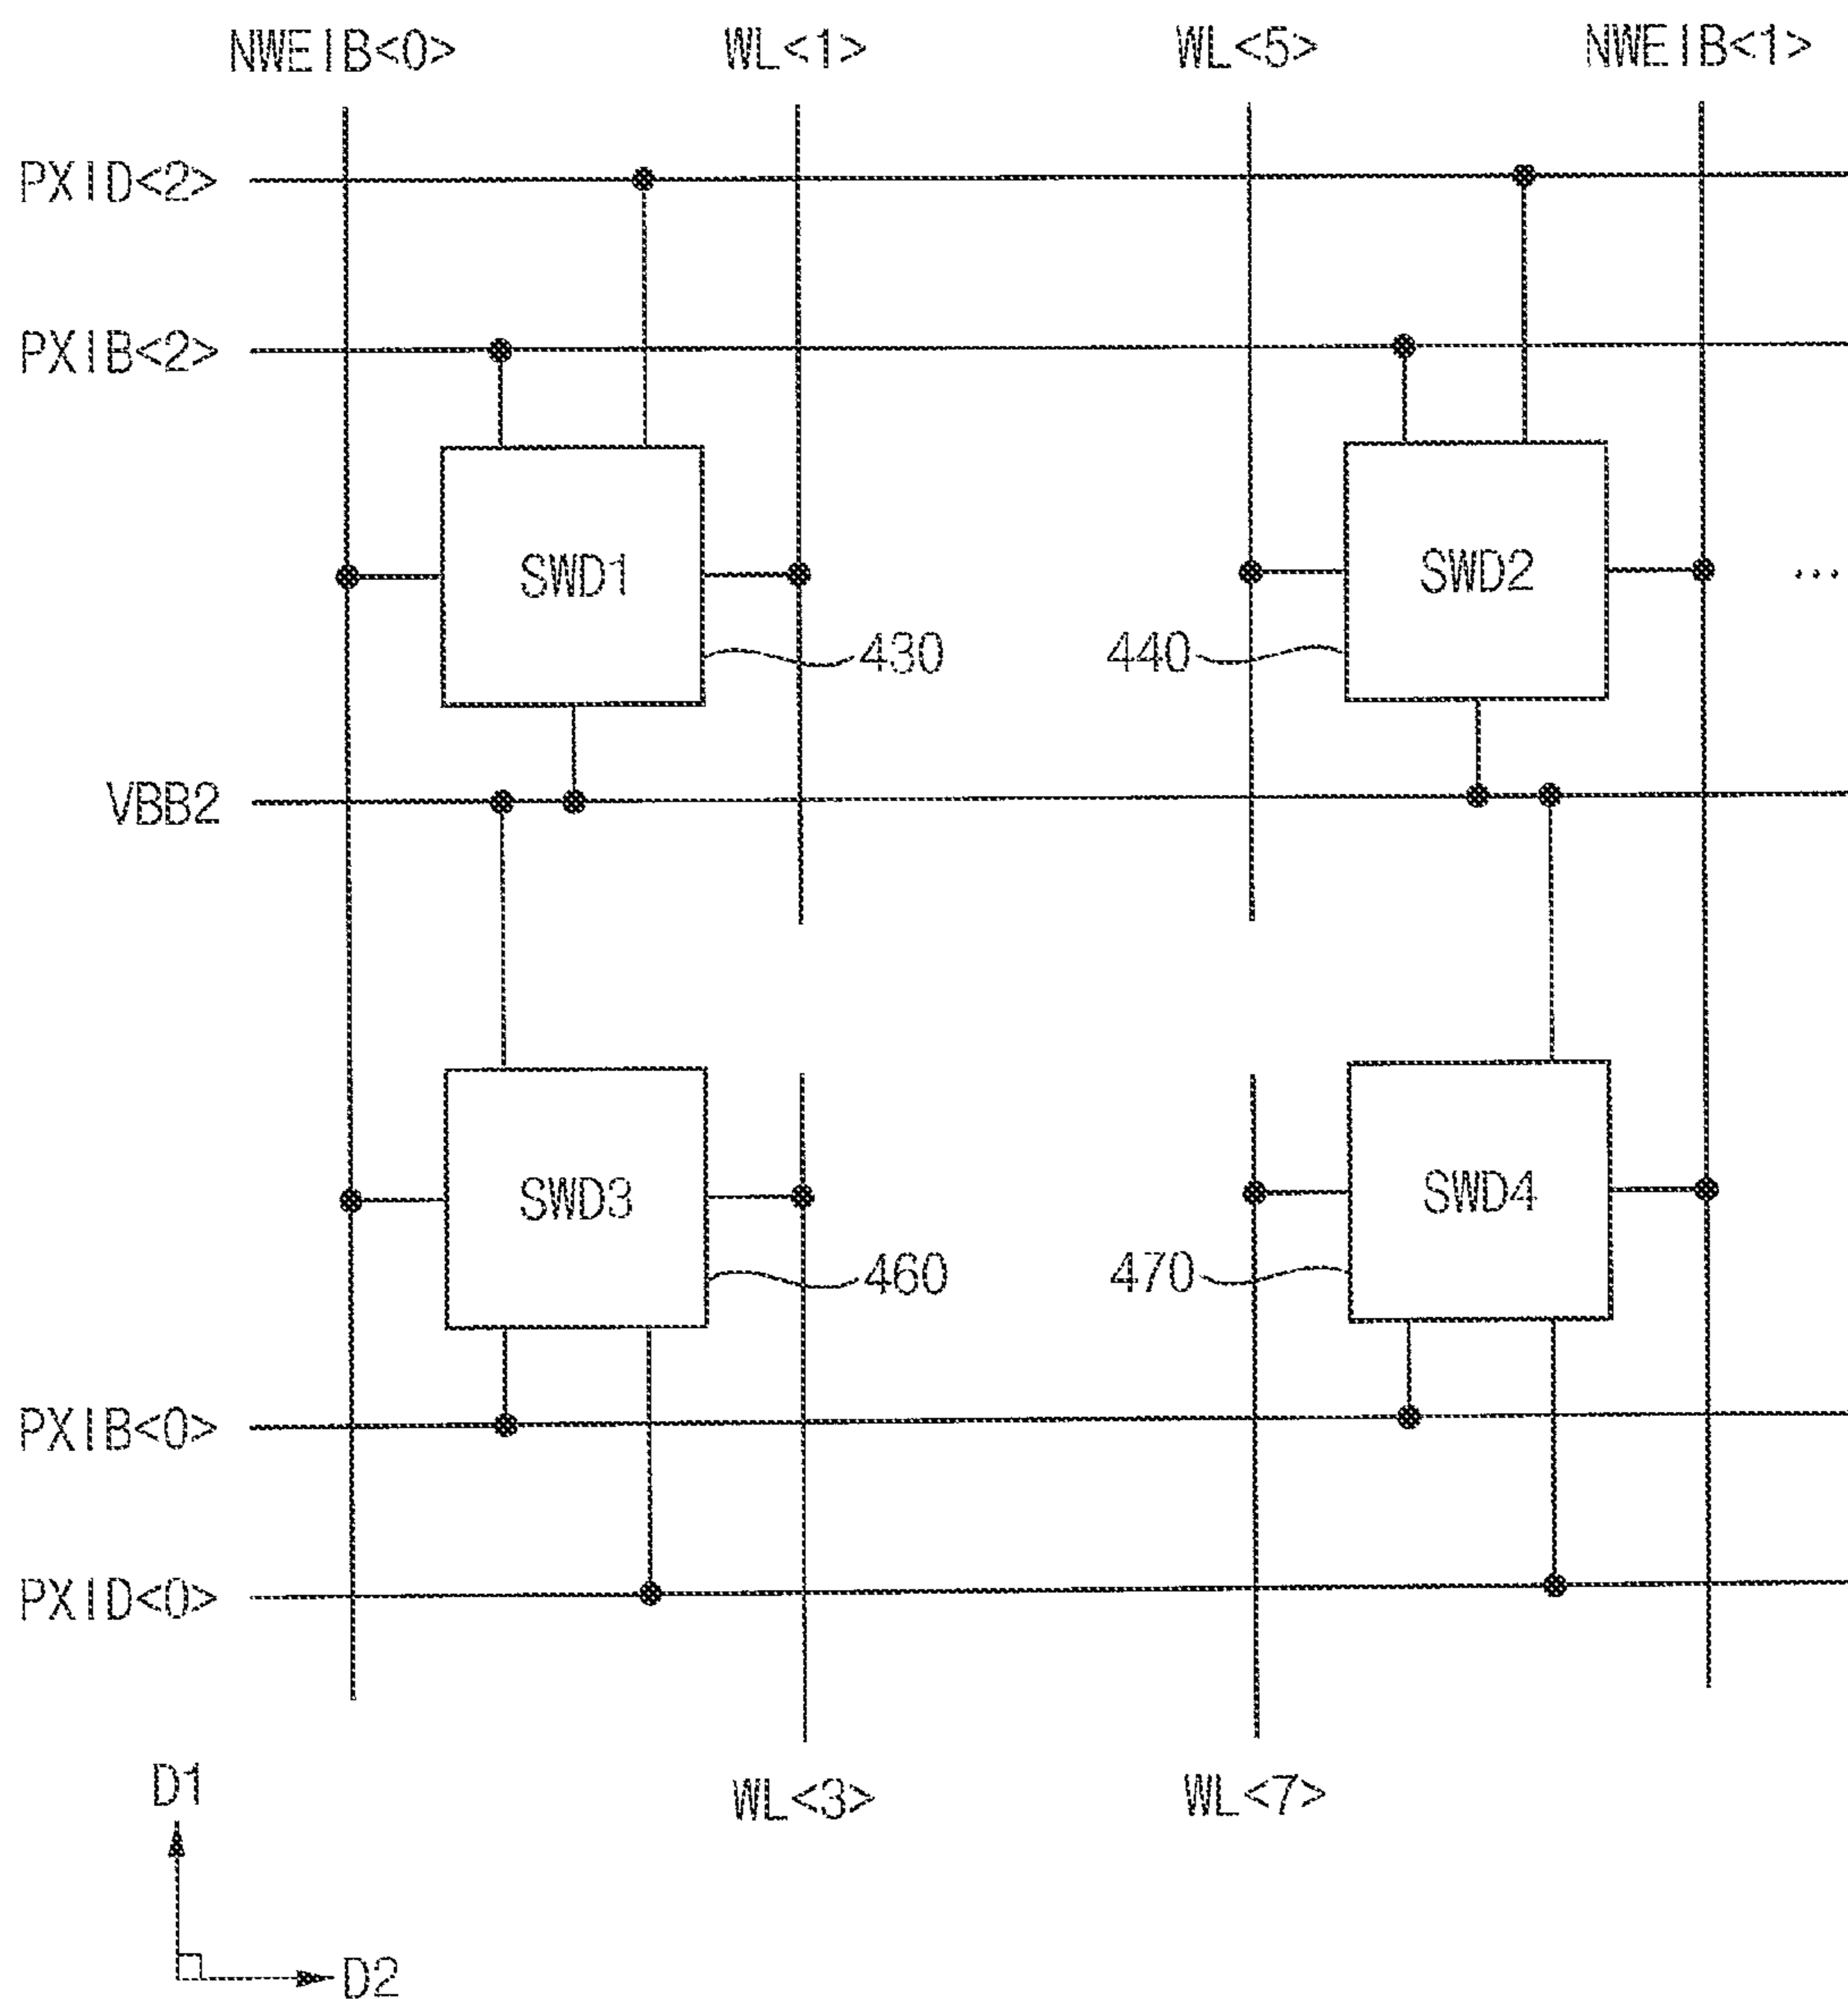 NWEIB<0> WL<1> WL<5> NWEIB<1>
PXID<2>
PXIB<2>
SWD1 SWD2 ...
430 440
VBB2
SWD3 SWD4
460 470
PXIB<0>
PXID<0>
WL<3> WL<7>
D1
D2